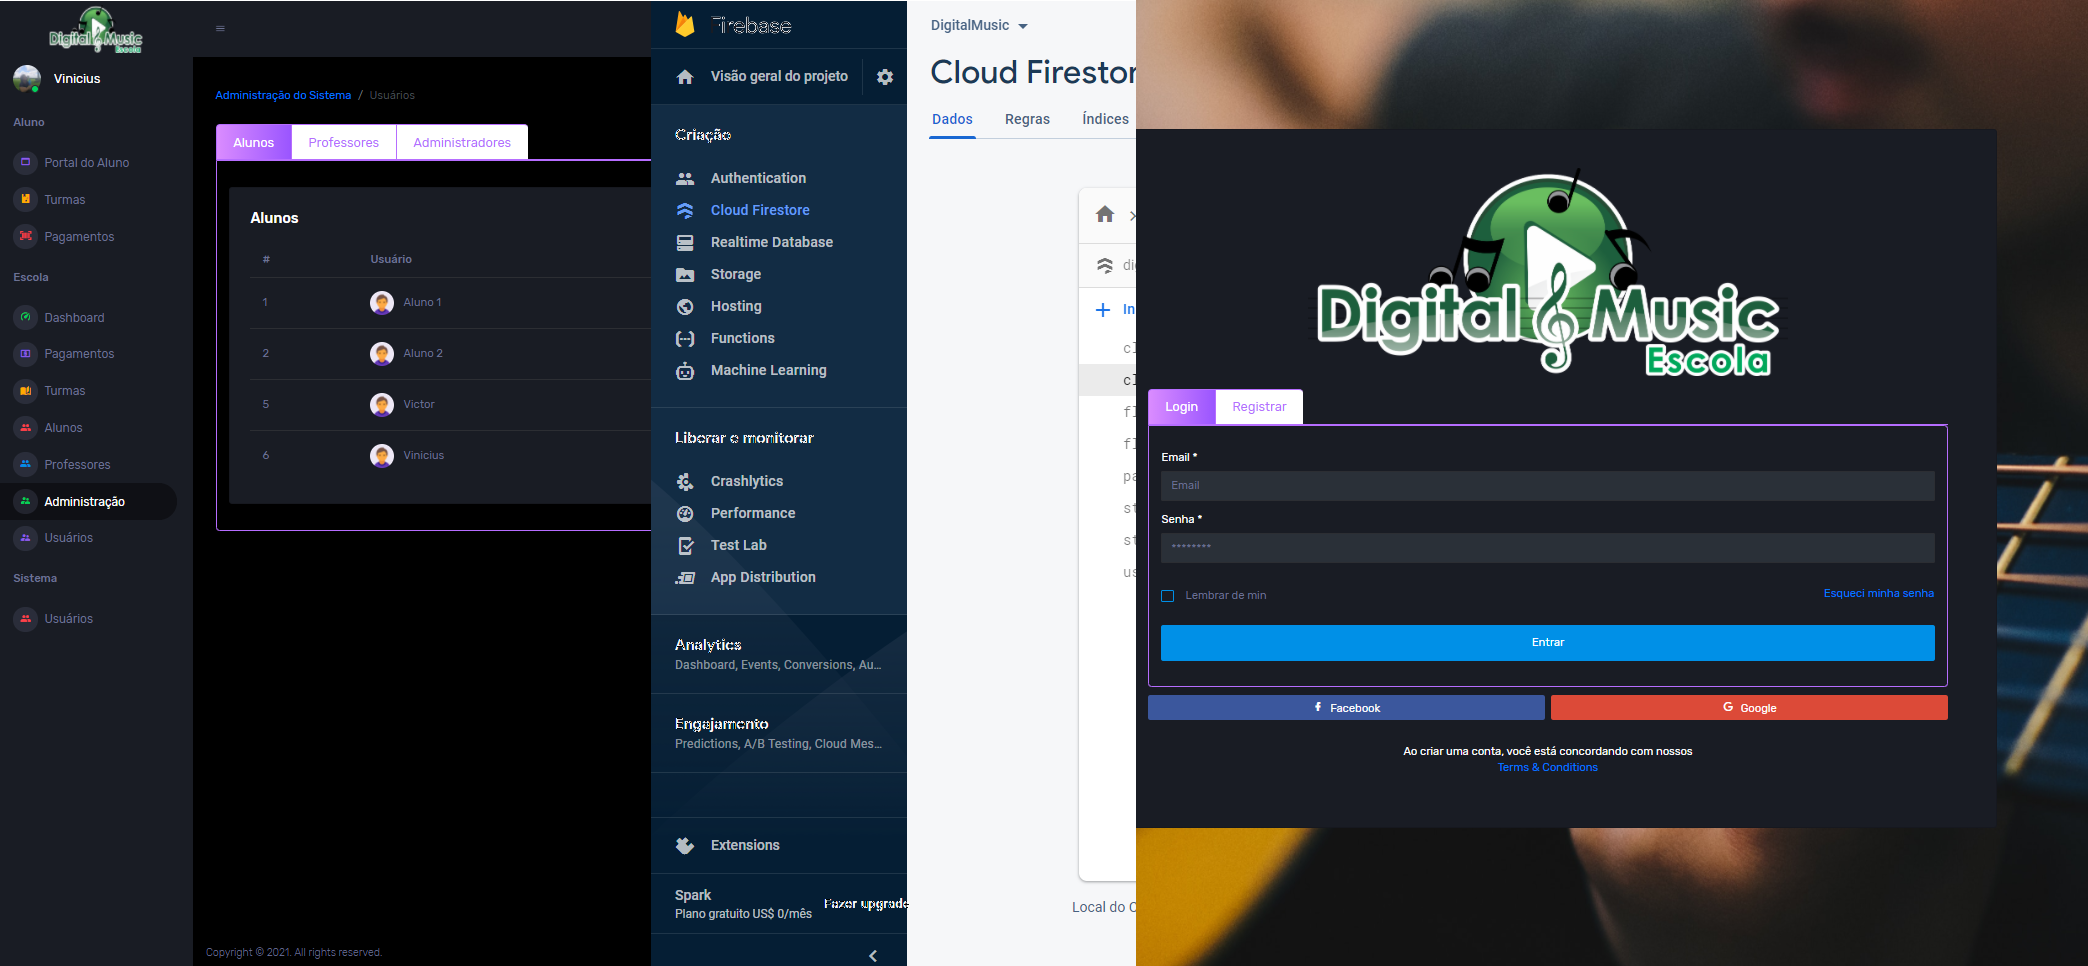 Digital Music
Escola
Vinicius
Aluno
Portal do Aluno
Turmas
Pagamentos
Escola
Dashboard
Pagamentos
Turmas
Alunos
Professores
Administração
Usuários
Sistema
Usuários
Administração do Sistema / Usuários
Alunos
Professores
Administradores
Alunos
# Usuário
1 Aluno 1
2 Aluno 2
5 Victor
6 Vinicius
Copyright © 2021. All rights reserved.
Firebase
Visão geral do projeto
Criação
Authentication
Cloud Firestore
Realtime Database
Storage
Hosting
Functions
Machine Learning
Liberar e monitorar
Crashlytics
Performance
Test Lab
App Distribution
Analytics
Dashboard, Events, Conversions, Au...
Engajamento
Predictions, A/B Testing, Cloud Mes...
Extensions
Spark
Plano gratuito US$ 0/mês
Fazer upgrade
DigitalMusic
Cloud Firestor
Dados
Regras
Índices
di
In
cl
cl
fl
fl
pa
st
st
us
Local do C
Digital Music
Escola
Login
Registrar
Email *
Email
Senha *
********
Lembrar de min
Esqueci minha senha
Entrar
Facebook
G Google
Ao criar uma conta, você está concordando com nossos
Terms & Conditions